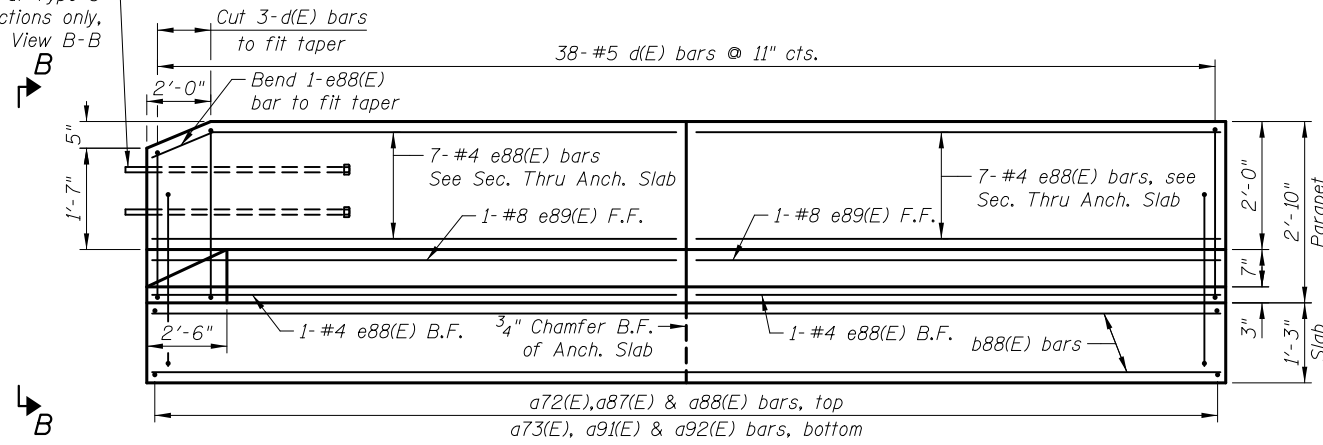 ctions only,
View B-B
B
Cut 3-d(E) bars
to fit taper
38-#5 d(E) bars @ 11" cts.
2'-0"
Bend 1-e88(E)
bar to fit taper
5"
1'-7"
7-#4 e88(E) bars
See Sec. Thru Anch. Slab
7-#4 e88(E) bars, see
Sec. Thru Anch. Slab
2'-0"
2'-10"
Parapet
1-#8 e89(E) F.F.
1-#8 e89(E) F.F.
7"
2'-6"
1-#4 e88(E) B.F.
3/4" Chamfer B.F.
of Anch. Slab
1-#4 e88(E) B.F.
b88(E) bars
3"
1'-3"
Slab
B
a72(E),a87(E) & a88(E) bars, top
a73(E), a91(E) & a92(E) bars, bottom